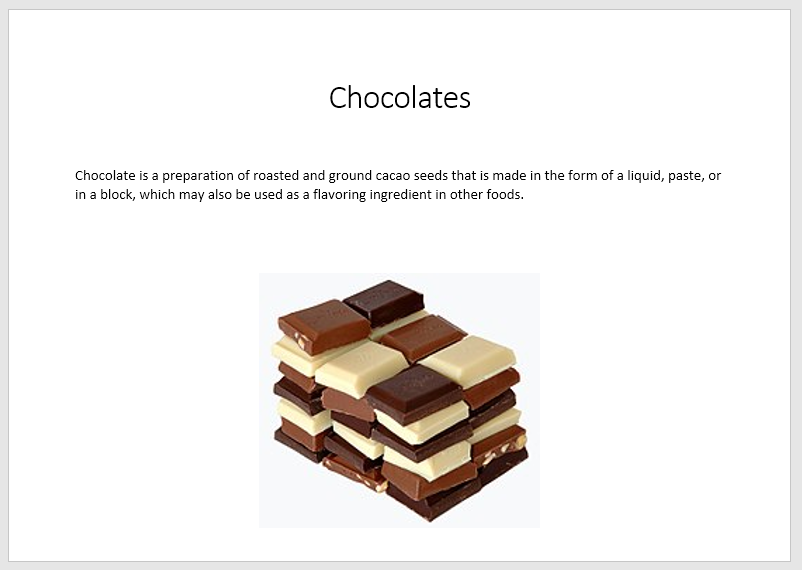 Chocolates
Chocolate is a preparation of roasted and ground cacao seeds that is made in the form of a liquid, paste, or
in a block, which may also be used as a flavoring ingredient in other foods.